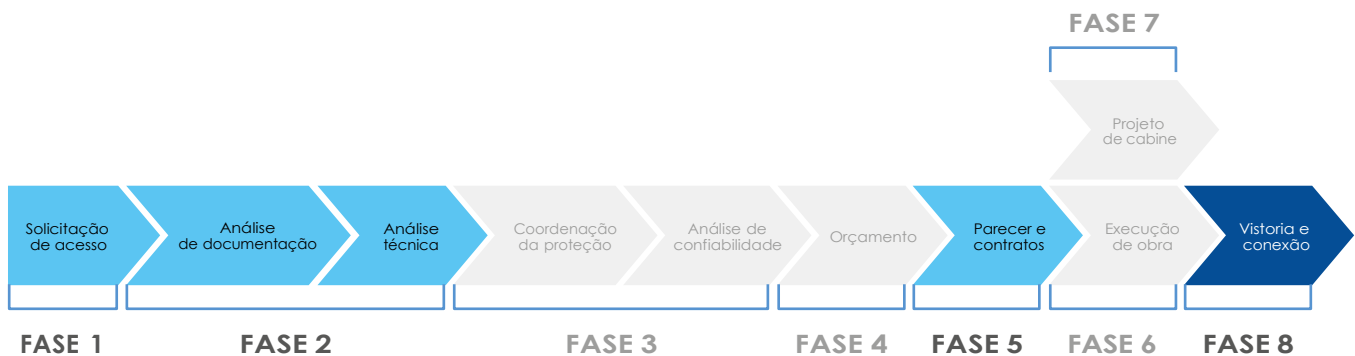 FASE 7
Projeto
de cabine
Solicitação
de acesso
Análise
de documentação
Análise
técnica
Coordenação
da proteção
Análise de
confiabilidade
Orçamento
Parecer e
contratos
Execução
de obra
Vistoria e
conexão
FASE 1
FASE 2
FASE 3
FASE 4
FASE 5
FASE 6
FASE 8